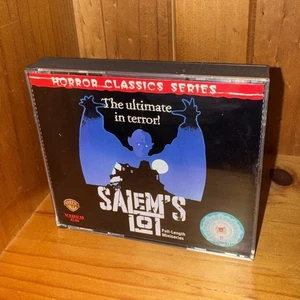 HORROR CLASSICS SERIES
The ultimate
in terror!
SALEM'S
LOT
Full-Length
Miniseries